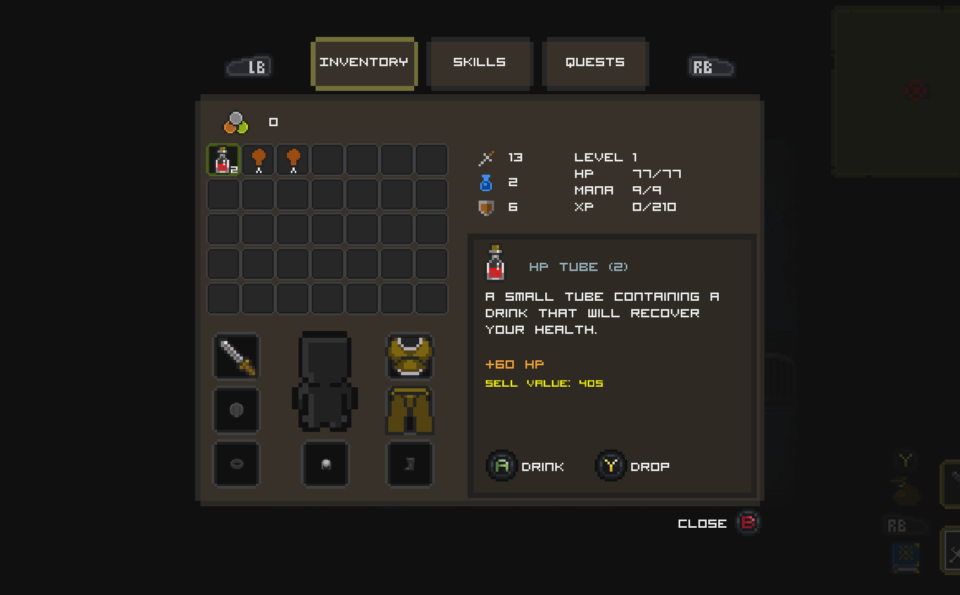 LB
INVENTORY
SKILLS
QUESTS
RB
0
2
13
LEVEL 1
HP 77/77
2
MANA 9/9
6
XP 0/210
HP TUBE (2)
A SMALL TUBE CONTAINING A
DRINK THAT WILL RECOVER
YOUR HEALTH.
+60 HP
SELL VALUE: 40S
A DRINK
Y DROP
CLOSE B
Y
RB